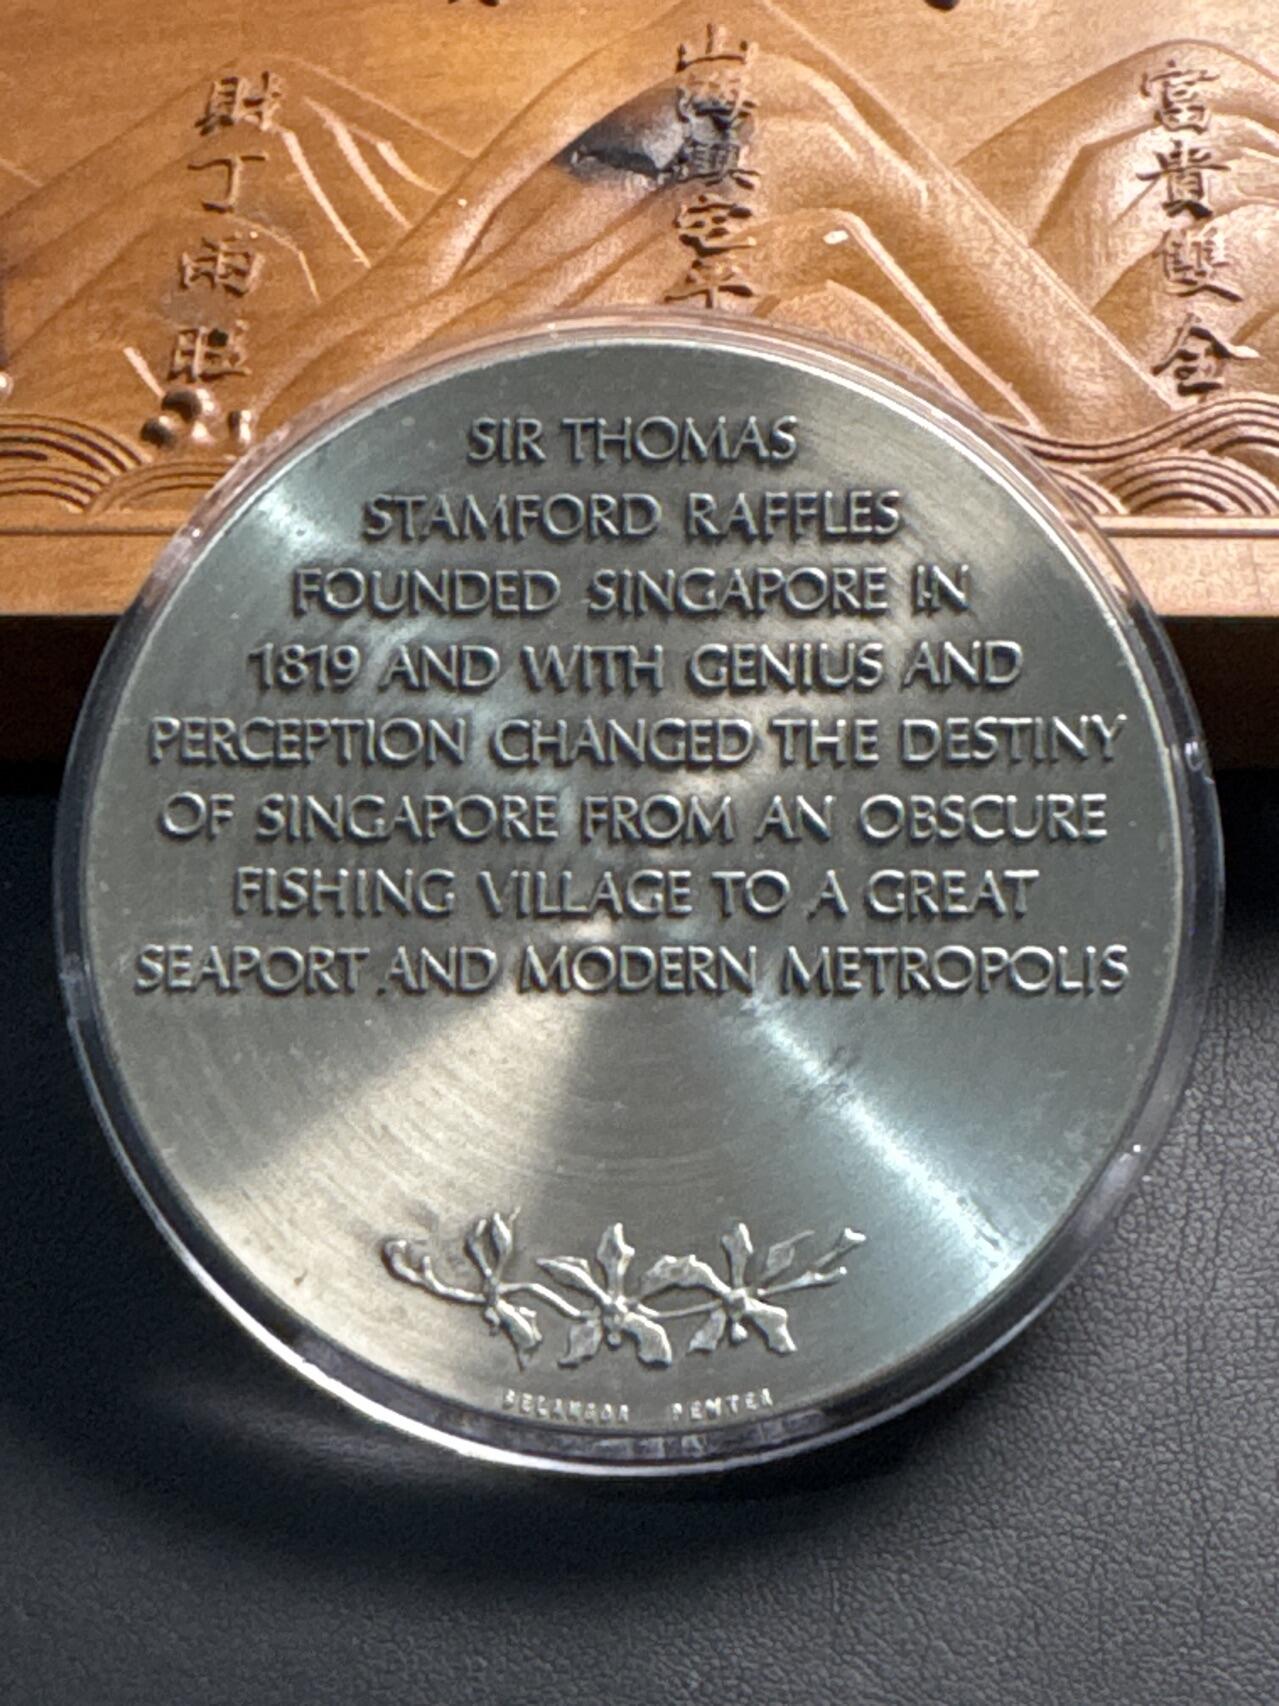 財丁兩旺
富貴雙全
SIR THOMAS
STAMFORD RAFFLES
FOUNDED SINGAPORE IN
1819 AND WITH GENIUS AND
PERCEPTION CHANGED THE DESTINY
OF SINGAPORE FROM AN OBSCURE
FISHING VILLAGE TO A GREAT
SEAPORT AND MODERN METROPOLIS
SELANGOR PEWTER